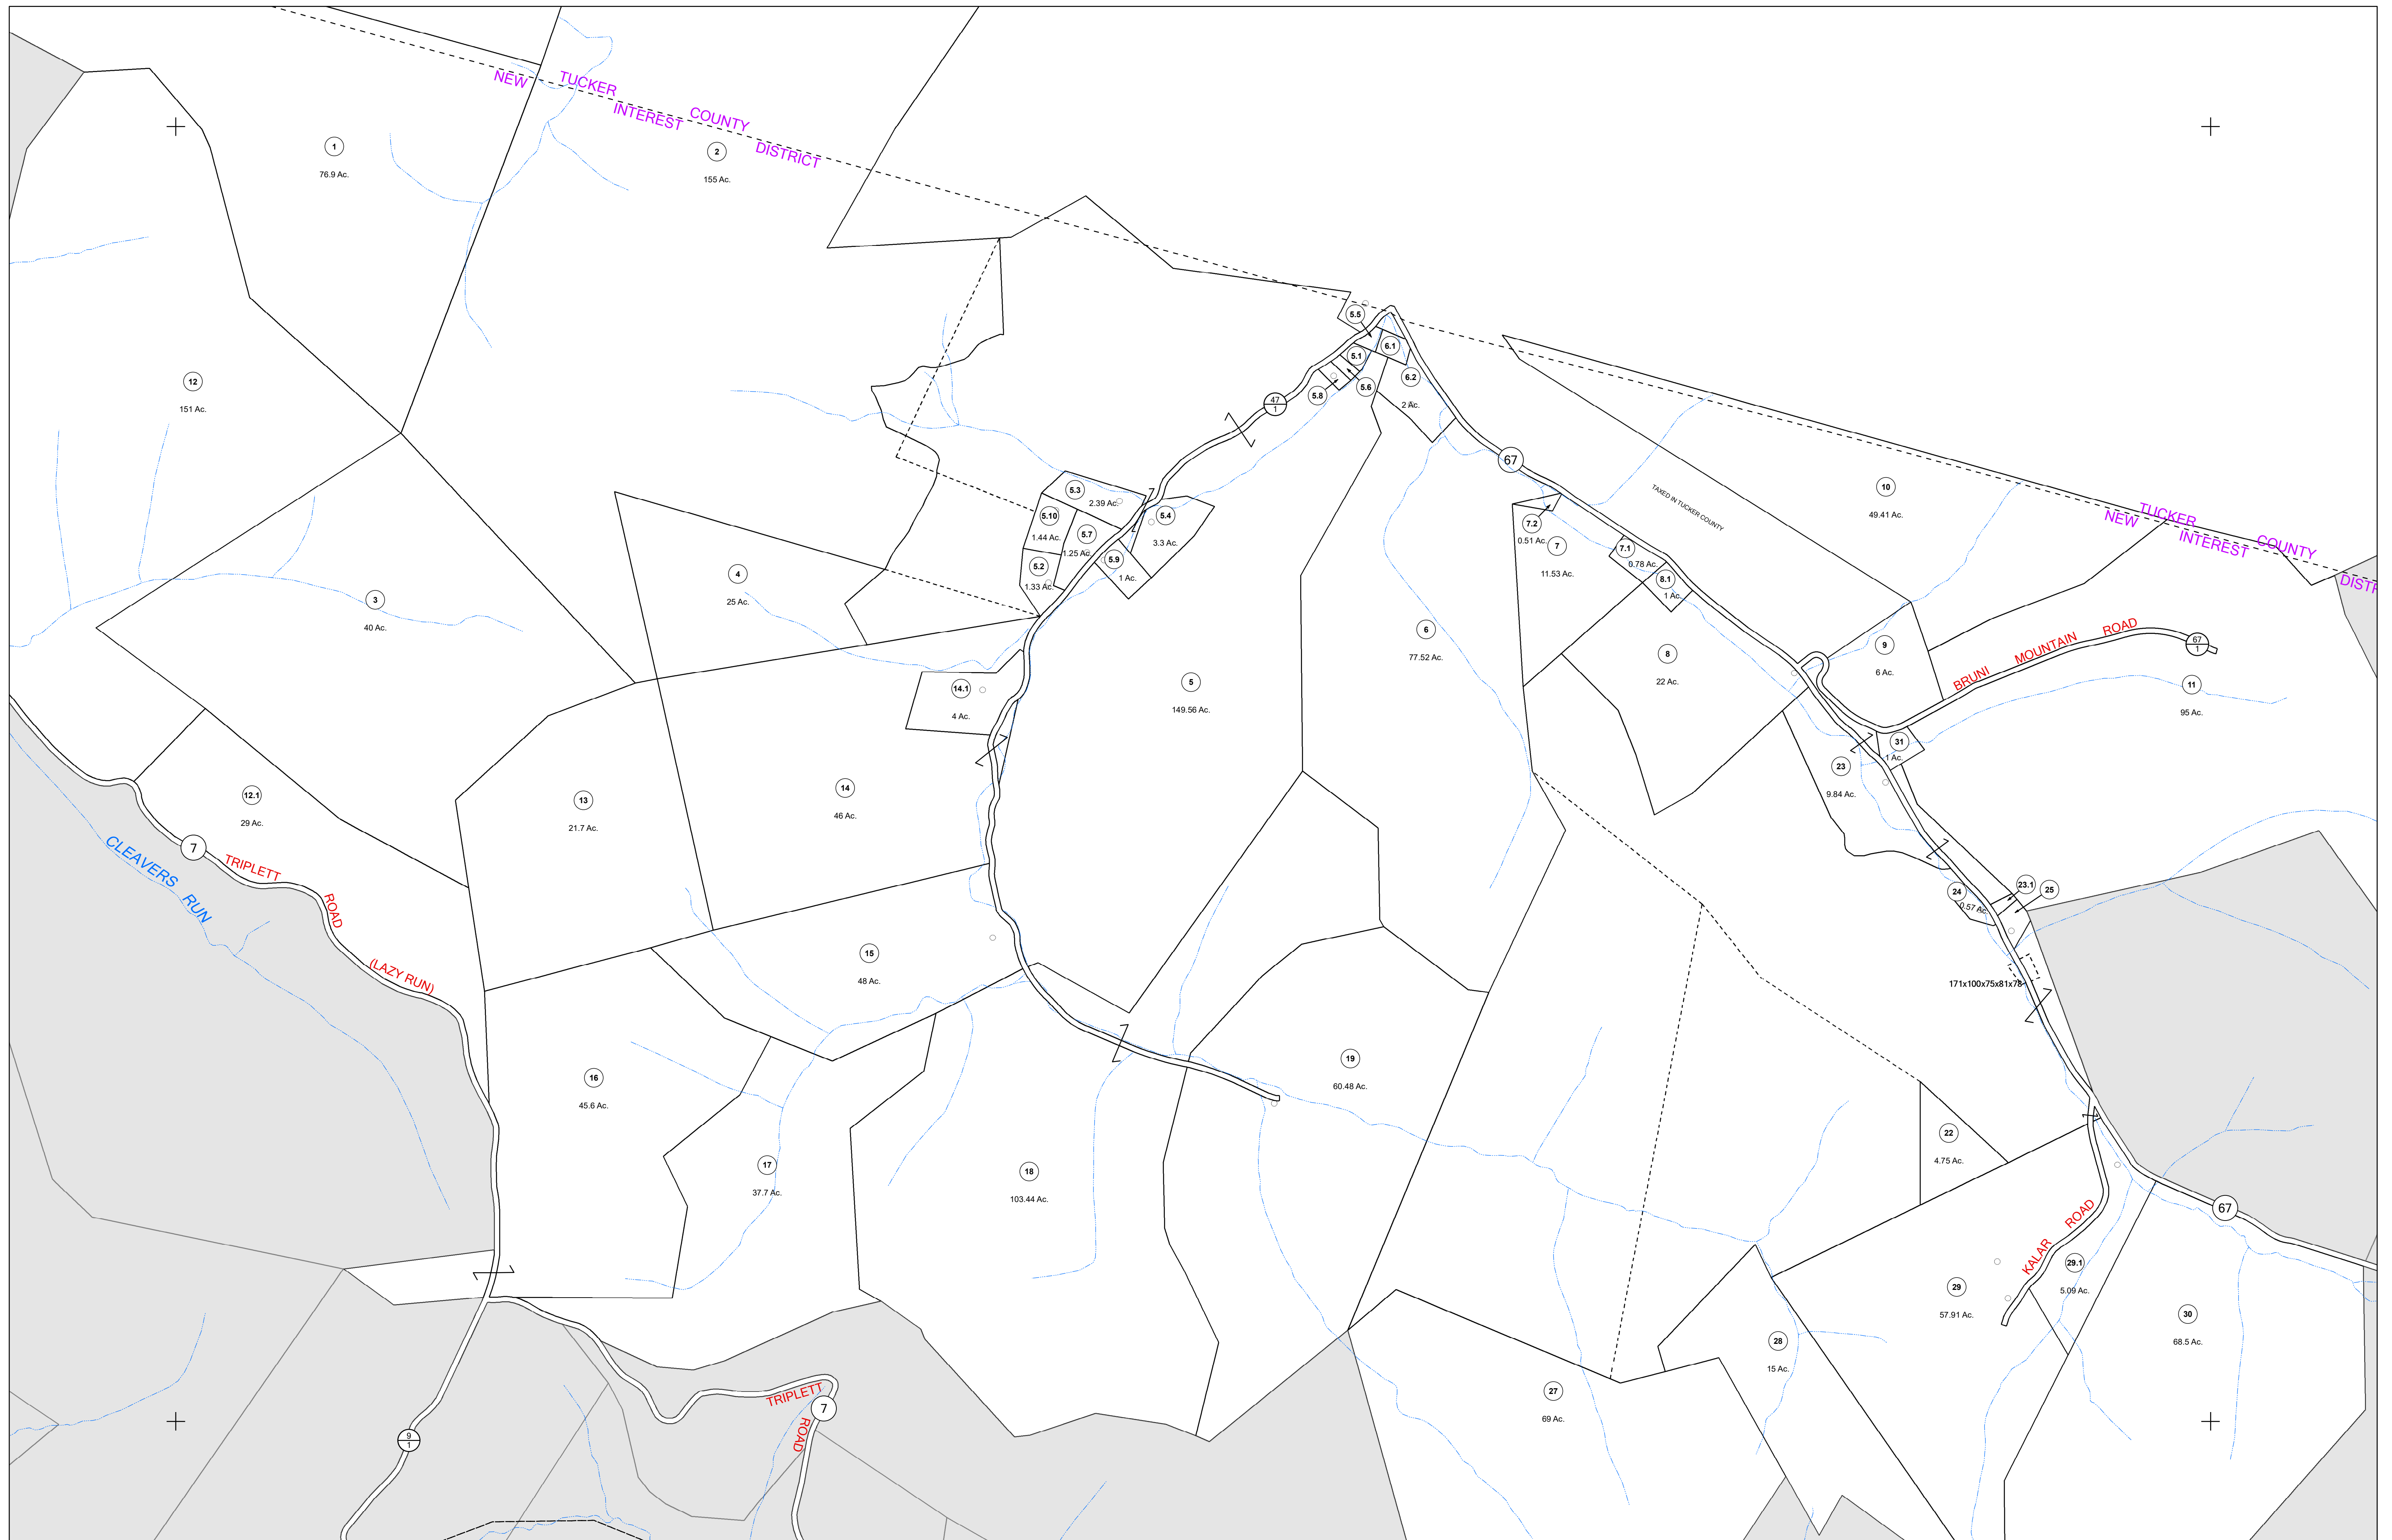 NEW TUCKER
INTEREST COUNTY
DISTRICT
1
76.9 Ac.
2
155 Ac.
12
151 Ac.
5.5
5.1
6.1
5.8
5.6
6.2
2 Ac.
47
1
67
5.3
2.39 Ac.
5.10
1.44 Ac.
5.7
1.25 Ac.
5.2
1.33 Ac.
5.9
1 Ac.
5.4
3.3 Ac.
7.2
0.51 Ac.
7
11.53 Ac.
7.1
0.78 Ac.
8.1
1 Ac.
TAXED IN TUCKER COUNTY
10
49.41 Ac.
NEW TUCKER
INTEREST COUNTY
DISTR
3
40 Ac.
4
25 Ac.
6
77.52 Ac.
8
22 Ac.
9
6 Ac.
BRUNI MOUNTAIN ROAD
67
1
11
95 Ac.
14.1
4 Ac.
5
149.56 Ac.
31
1 Ac.
23
9.84 Ac.
12.1
29 Ac.
13
21.7 Ac.
14
46 Ac.
7
TRIPLETT ROAD
(LAZY RUN)
CLEAVERS RUN
23.1
25
24
0.57 Ac.
15
48 Ac.
171x100x75x81x78
16
45.6 Ac.
19
60.48 Ac.
17
37.7 Ac.
18
103.44 Ac.
22
4.75 Ac.
67
KALAR ROAD
29.1
5.09 Ac.
29
57.91 Ac.
30
68.5 Ac.
28
15 Ac.
27
69 Ac.
TRIPLETT
ROAD
7
9
1